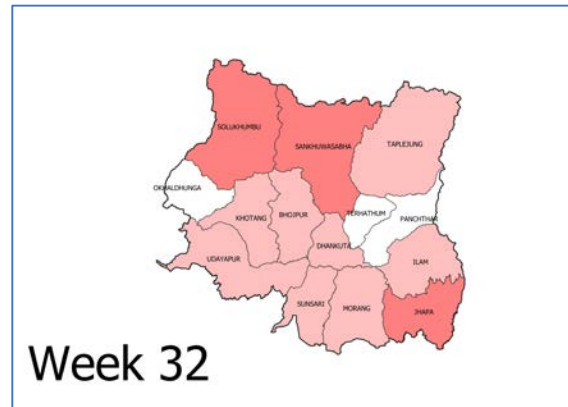 SOLUKHUMBU
SANKHUWASABHA
TAPLEJUNG
OKHALDHUNGA
TERHATHUM
PANCHTHAR
KHOTANG
BHOJPUR
DHANKUTA
UDAYAPUR
ILAM
SUNSARI
MORANG
JHAPA
Week 32